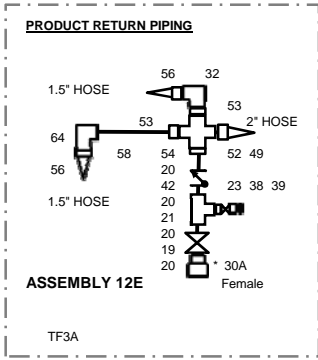 PRODUCT RETURN PIPING
56 32
1.5" HOSE
53
53 2" HOSE
64
56 58 54 52 49
20
1.5" HOSE 42 23 38 39
20
21
20
19
20 * 30A
ASSEMBLY 12E Female
TF3A